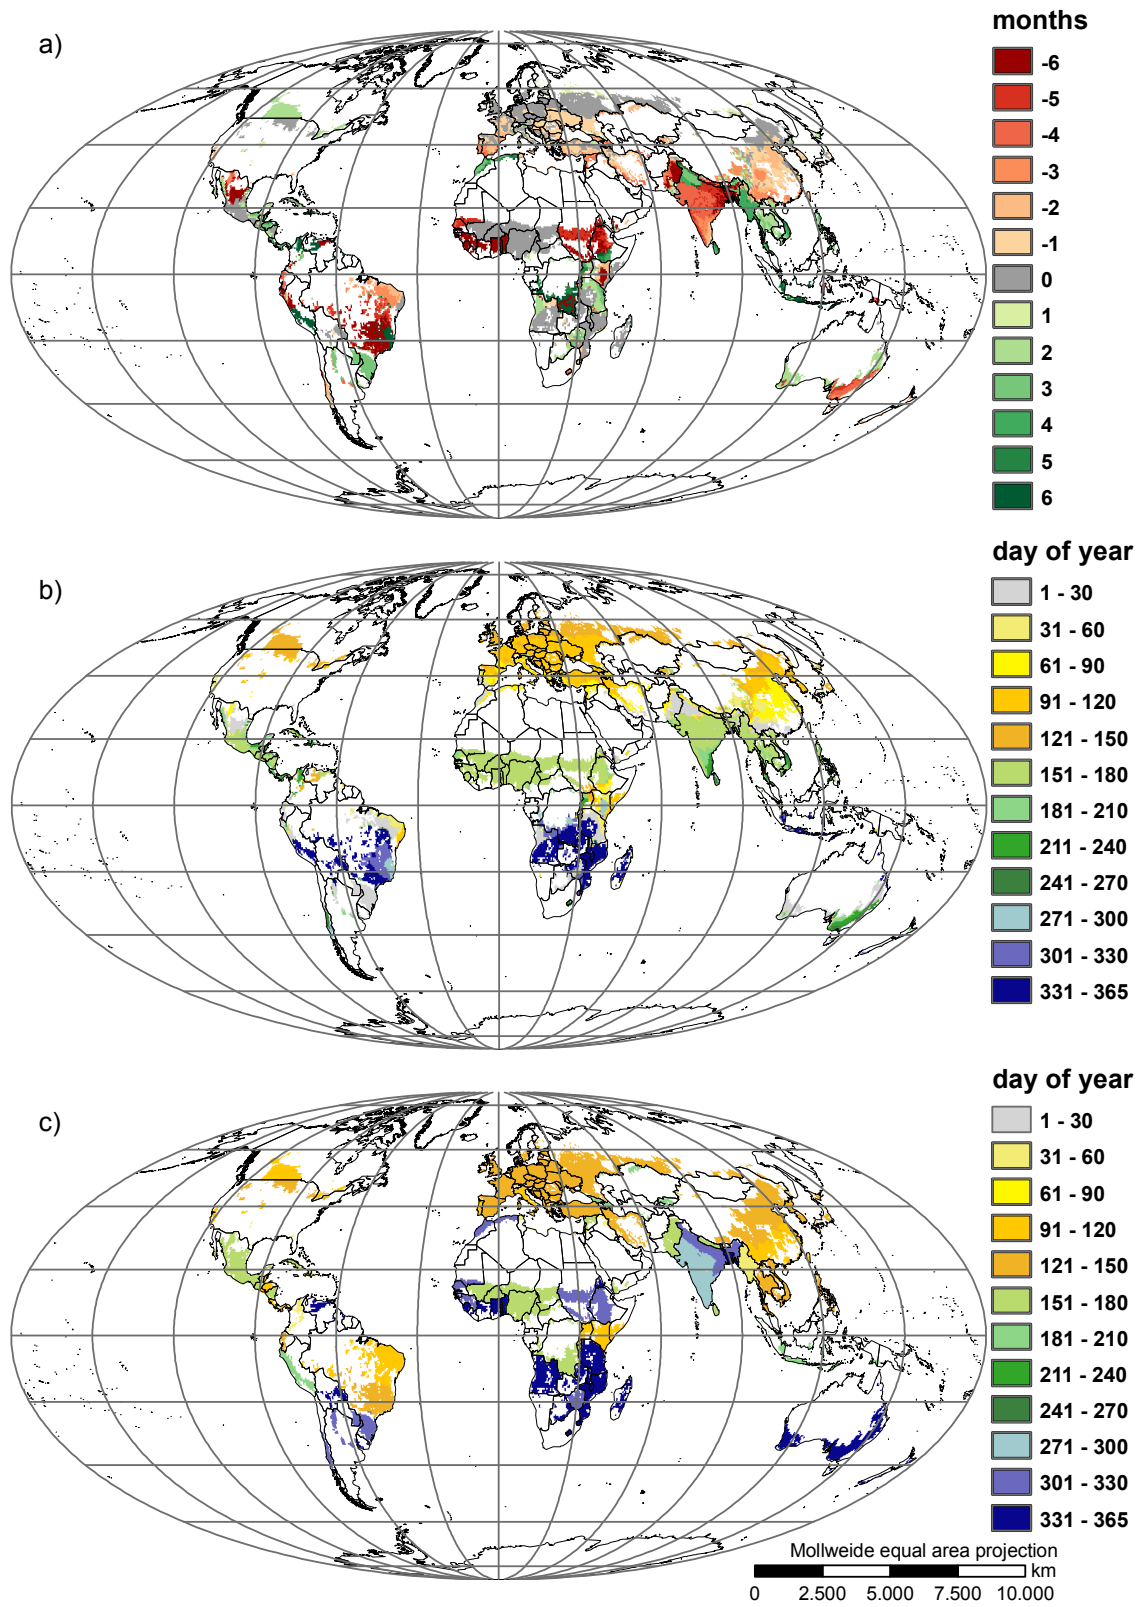 a)
months
-6
-5
-4
-3
-2
-1
0
1
2
3
4
5
6
b)
day of year
1 - 30
31 - 60
61 - 90
91 - 120
121 - 150
151 - 180
181 - 210
211 - 240
241 - 270
271 - 300
301 - 330
331 - 365
c)
day of year
1 - 30
31 - 60
61 - 90
91 - 120
121 - 150
151 - 180
181 - 210
211 - 240
241 - 270
271 - 300
301 - 330
331 - 365
Mollweide equal area projection
km
0 2.500 5.000 7.500 10.000